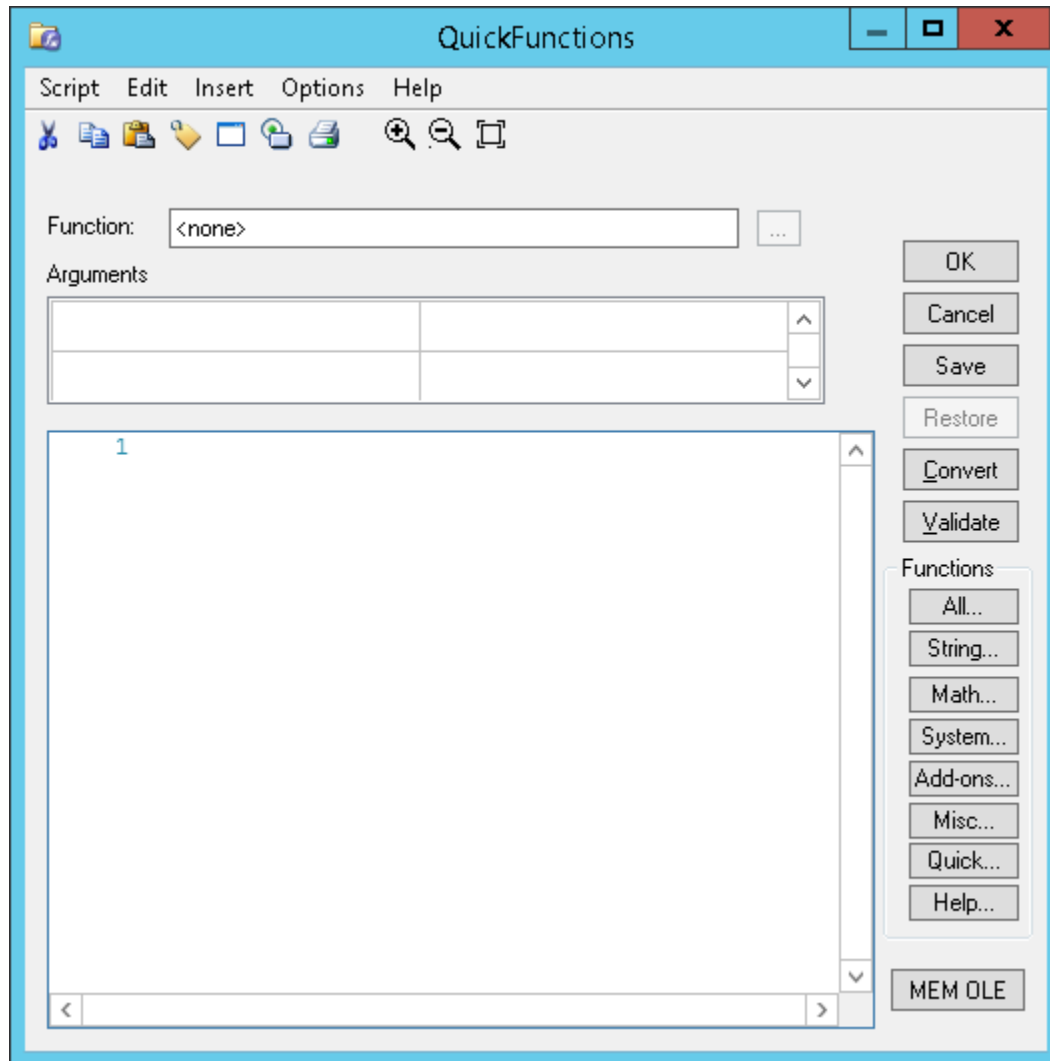 QuickFunctions
Script Edit Insert Options Help
Function: <none> ...
Arguments
OK
Cancel
Save
Restore
Convert
Validate
1
Functions
All...
String...
Math...
System...
Add-ons...
Misc...
Quick...
Help...
MEM OLE